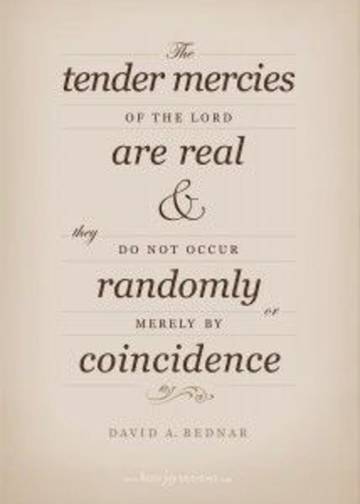 The
tender mercies
OF THE LORD
are real
&
they
DO NOT OCCUR
randomly
or
MERELY BY
coincidence
DAVID A. BEDNAR